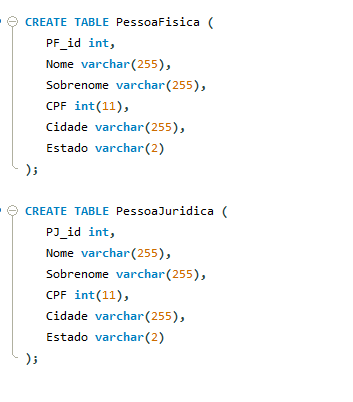 CREATE TABLE PessoaFisica (
PF_id int,
Nome varchar(255),
Sobrenome varchar(255),
CPF int(11),
Cidade varchar(255),
Estado varchar(2)
);
CREATE TABLE PessoaJuridica (
PJ_id int,
Nome varchar(255),
Sobrenome varchar(255),
CPF int(11),
Cidade varchar(255),
Estado varchar(2)
);